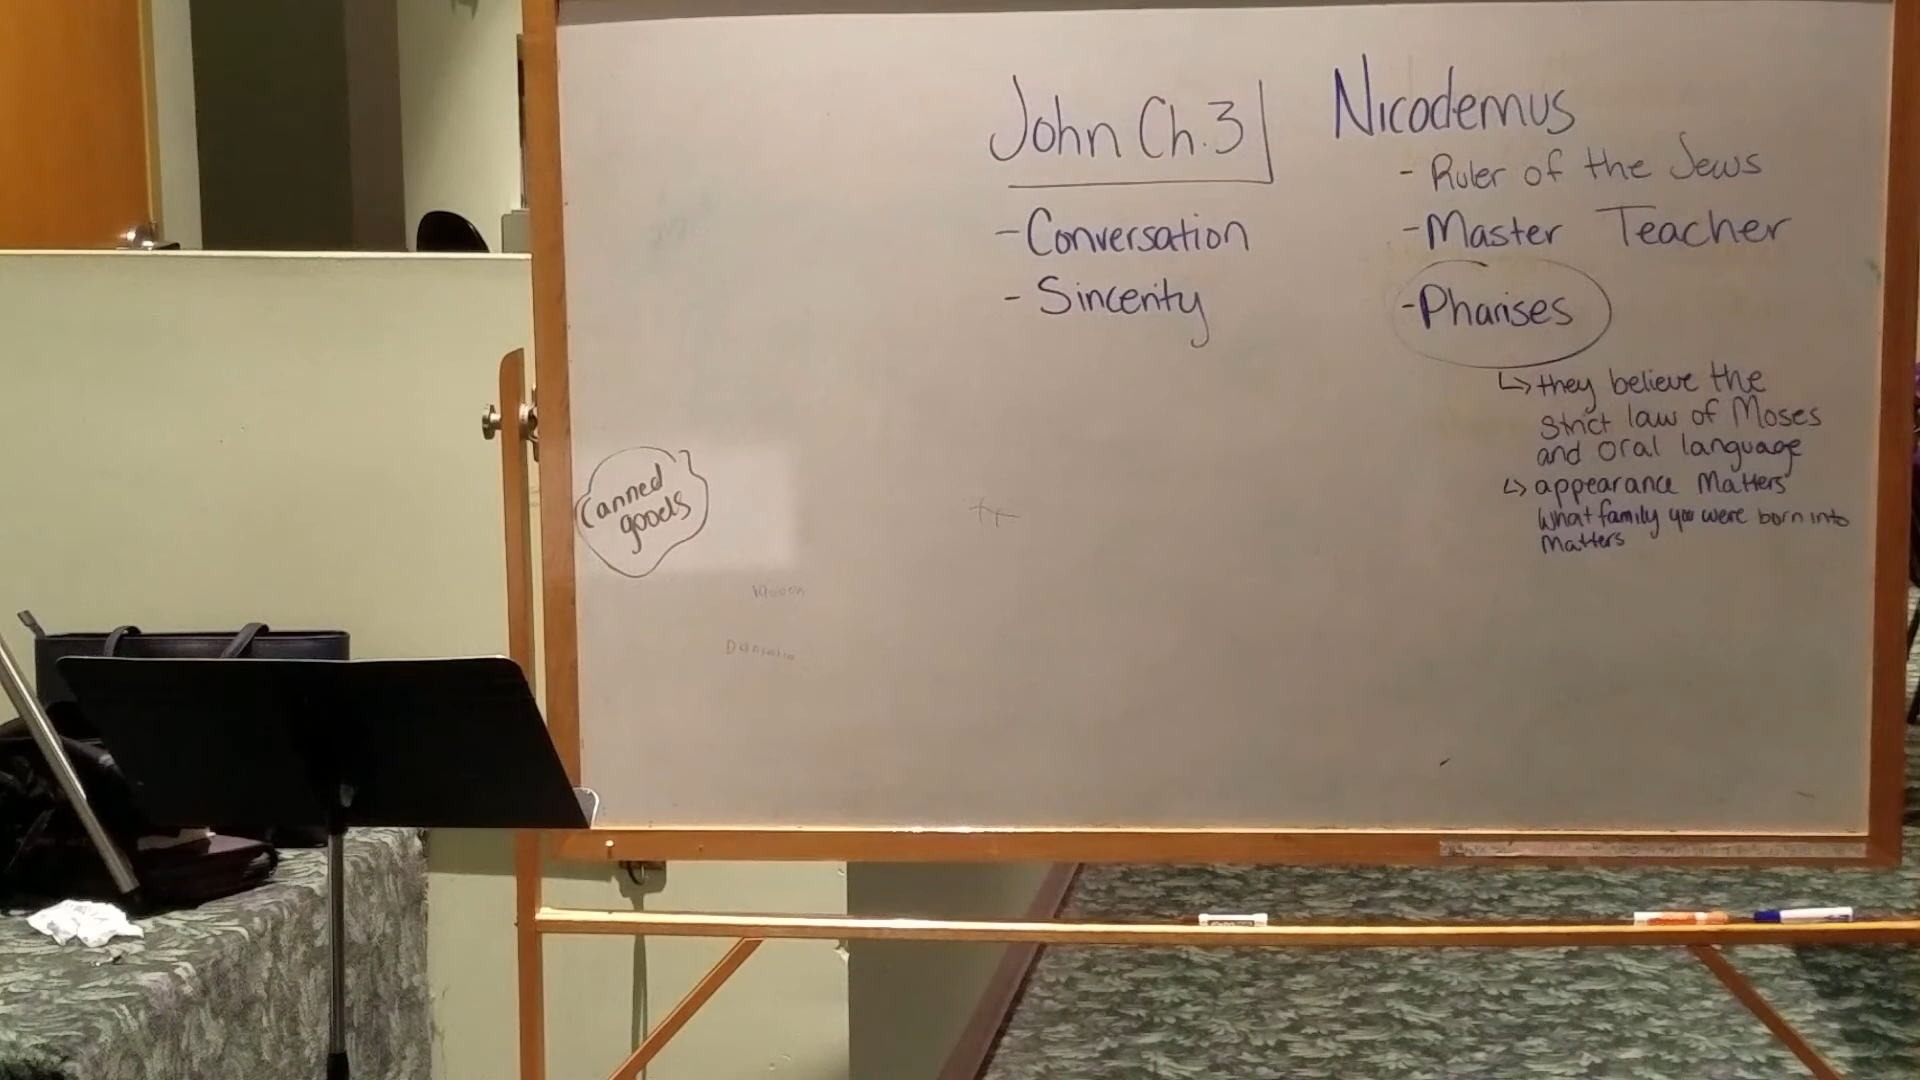 John Ch.3
- Conversation
- Sincerity
Nicodemus
- Ruler of the Jews
- Master Teacher
- Pharises
↳ they believe the
strict law of Moses
and oral language
↳ appearance Matters
What family you were born into
Matters
Canned
goods